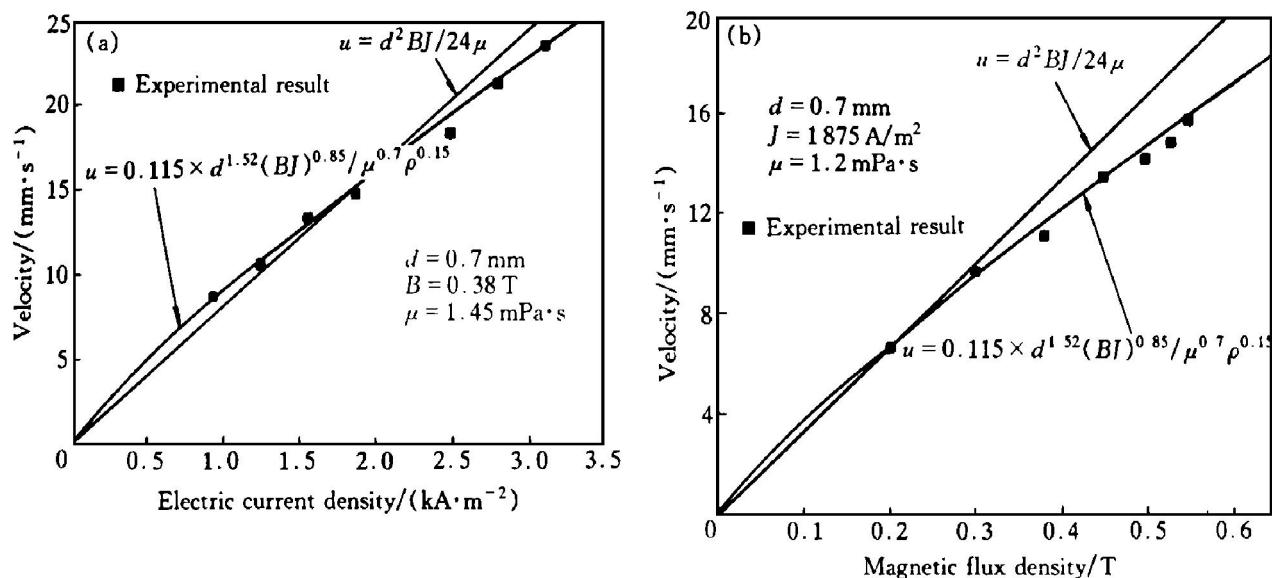 (a)
25
20
15
10
5
0
0.5
1.0
1.5
2.0
2.5
3.0
3.5
Velocity/(mm·s⁻¹)
Electric current density/(kA·m⁻²)
u = d²BJ/24μ
■ Experimental result
u = 0.115 × d^1.52(BJ)^0.85/μ^0.7 ρ^0.15
d = 0.7 mm
B = 0.38 T
μ = 1.45 mPa·s
(b)
20
16
12
8
4
0
0.1
0.2
0.3
0.4
0.5
0.6
Velocity/(mm·s⁻¹)
Magnetic flux density/T
u = d²BJ/24μ
d = 0.7 mm
J = 1 875 A/m²
μ = 1.2 mPa·s
■ Experimental result
u = 0.115 × d^1.52(BJ)^0.85/μ^0.7 ρ^0.15